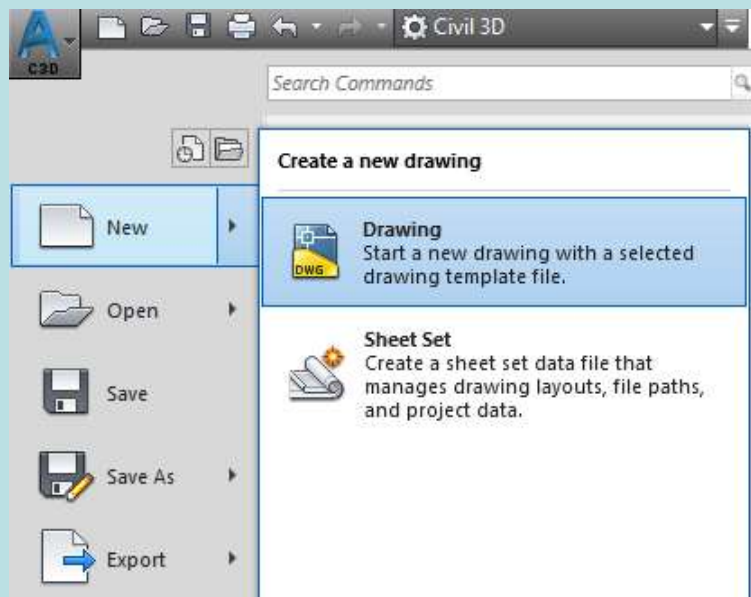 Civil 3D
C3D
Search Commands
Create a new drawing
New
Drawing
Start a new drawing with a selected
drawing template file.
DWG
Open
Sheet Set
Create a sheet set data file that
manages drawing layouts, file paths,
and project data.
Save
Save As
Export